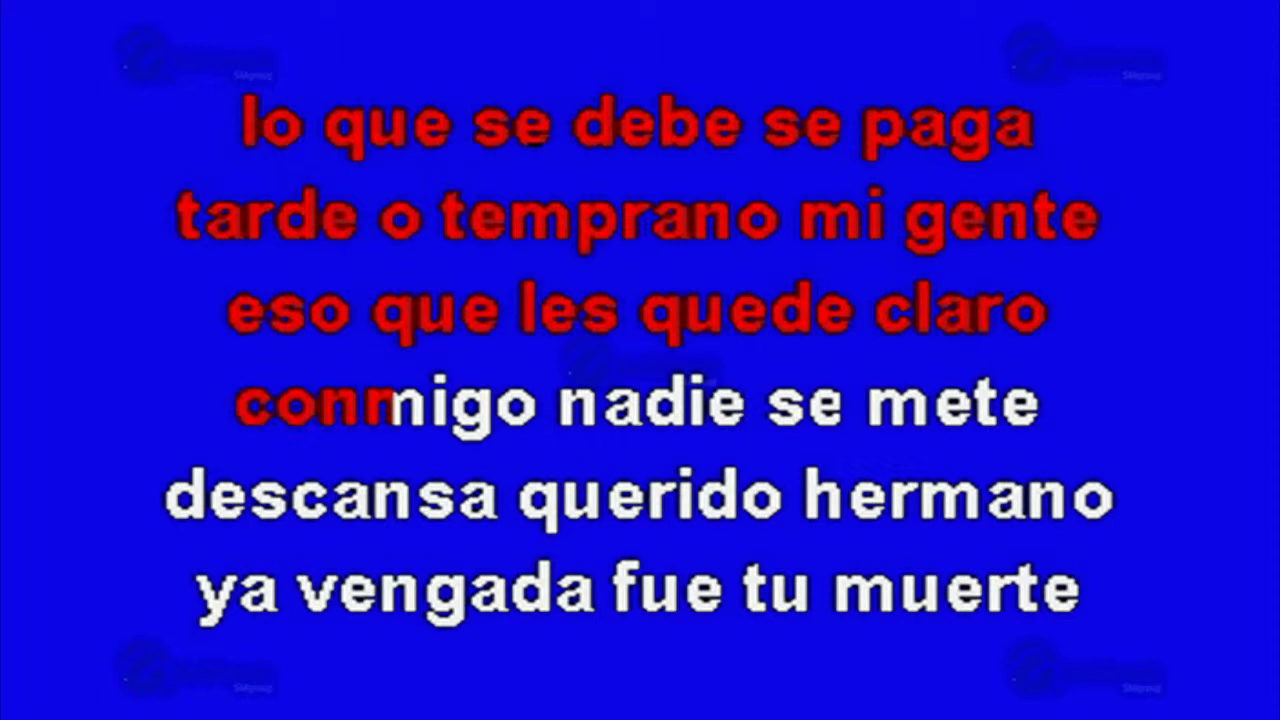 lo que se debe se paga
tarde o temprano mi gente
eso que les quede claro
conmigo nadie se mete
descansa querido hermano
ya vengada fue tu muerte